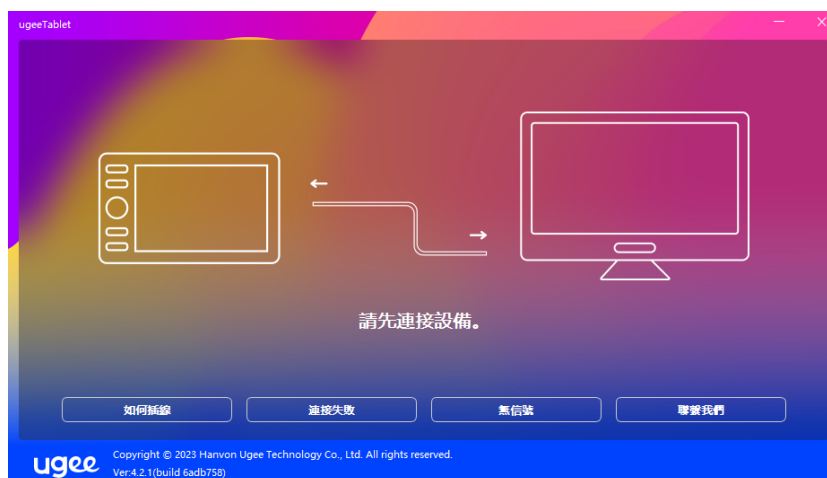 ugeeTablet
請先連接設備。
如何插線
連接失敗
無信號
聯繫我們
ugee
Copyright © 2023 Hanvon Ugee Technology Co., Ltd. All rights reserved.
Ver:4.2.1(build 6adb758)